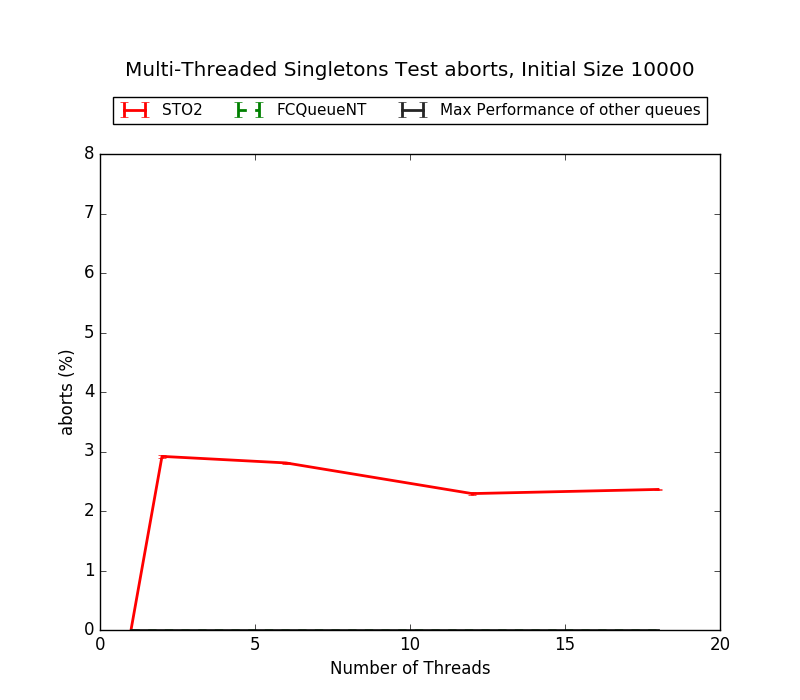 Multi-Threaded Singletons Test aborts, Initial Size 10000
STO2 FCQueueNT Max Performance of other queues
8
7
6
5
4
3
2
1
0
aborts (%)
0 5 10 15 20
Number of Threads